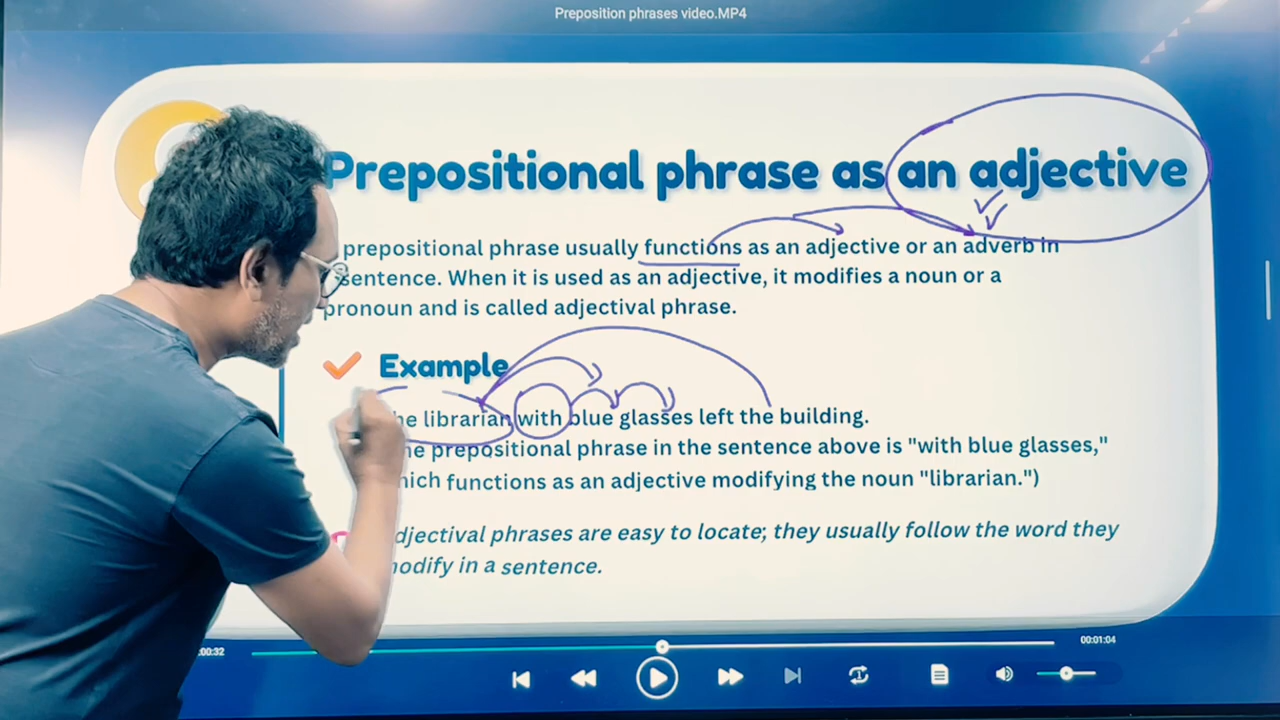 Preposition phrases video.MP4
Prepositional phrase as an adjective
prepositional phrase usually functions as an adjective or an adverb in
sentence. When it is used as an adjective, it modifies a noun or a
pronoun and is called adjectival phrase.
Example
he librarian with blue glasses left the building.
he prepositional phrase in the sentence above is "with blue glasses,"
hich functions as an adjective modifying the noun "librarian.")
djectival phrases are easy to locate; they usually follow the word they
odify in a sentence.
:00:32
00:01:04